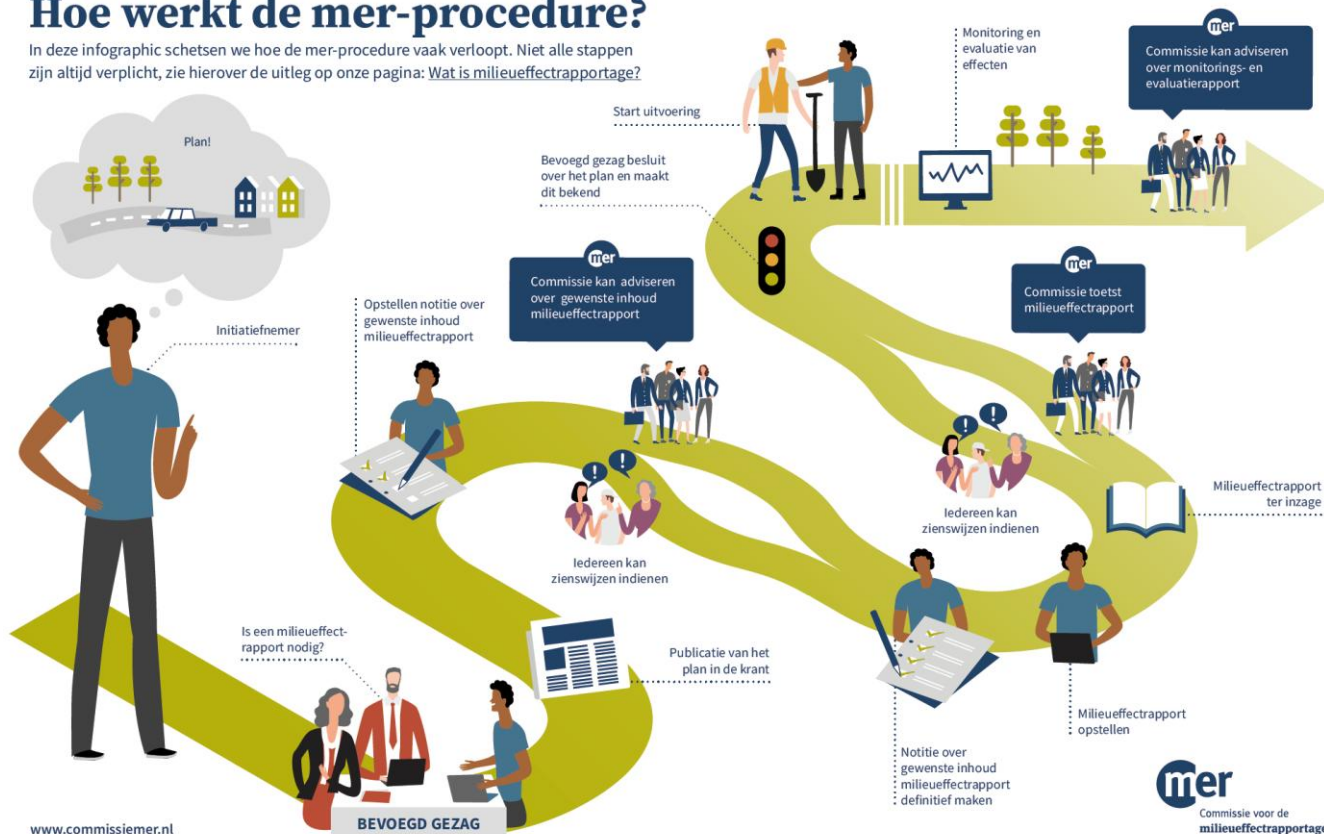 Hoe werkt de mer-procedure?
In deze infographic schetsen we hoe de mer-procedure vaak verloopt. Niet alle stappen
zijn altijd verplicht, zie hierover de uitleg op onze pagina: Wat is milieueffectrapportage?
Plan!
Initiatiefnemer
Is een milieueffect-
rapport nodig?
BEVOEGD GEZAG
Publicatie van het
plan in de krant
Opstellen notitie over
gewenste inhoud
milieueffectrapport
mer
Commissie kan adviseren
over gewenste inhoud
milieueffectrapport
Iedereen kan
zienswijzen indienen
Notitie over
gewenste inhoud
milieueffectrapport
definitief maken
Milieueffectrapport
opstellen
Milieueffectrapport
ter inzage
mer
Commissie toetst
milieueffectrapport
Iedereen kan
zienswijzen indienen
Bevoegd gezag besluit
over het plan en maakt
dit bekend
Start uitvoering
Monitoring en
evaluatie van
effecten
mer
Commissie kan adviseren
over monitorings- en
evaluatierapport
www.commissiemer.nl
mer
Commissie voor de
milieueffectrapportage